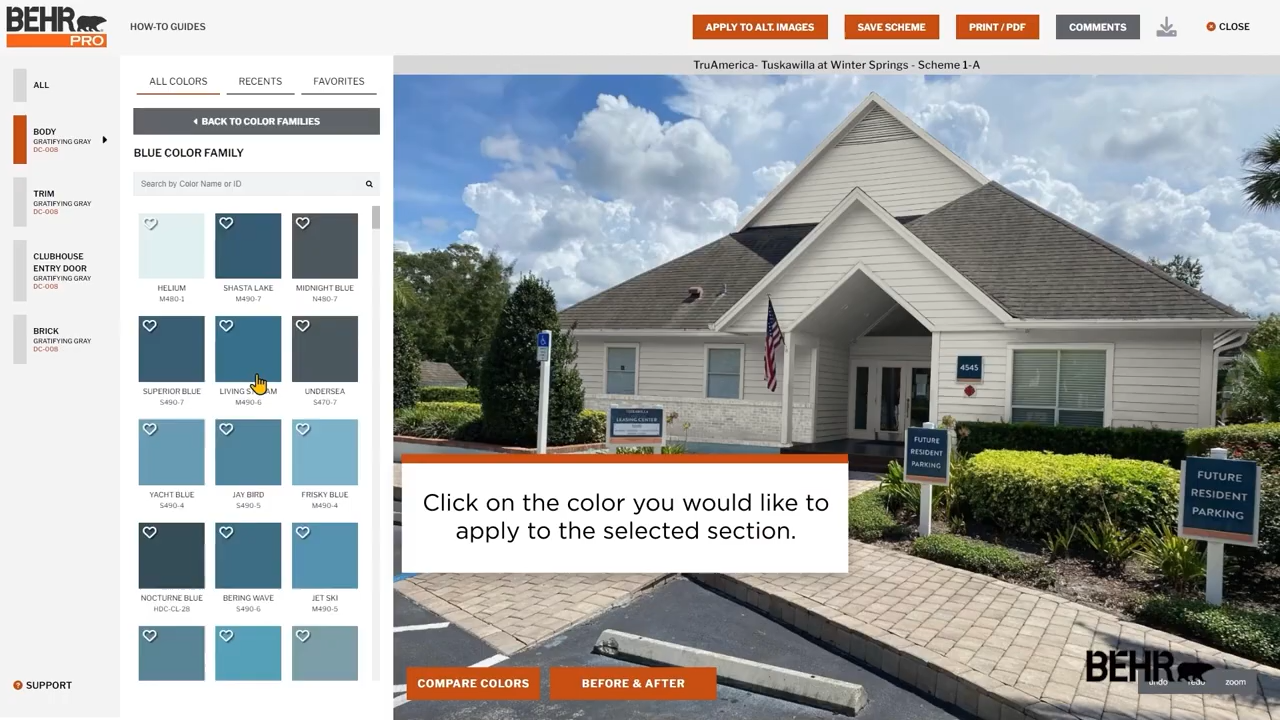 BEHR
PRO
HOW-TO GUIDES
APPLY TO ALT. IMAGES
SAVE SCHEME
PRINT / PDF
COMMENTS
CLOSE
ALL
BODY
GRATIFYING GRAY
DC-008
TRIM
GRATIFYING GRAY
DC-008
CLUBHOUSE
ENTRY DOOR
GRATIFYING GRAY
DC-008
BRICK
GRATIFYING GRAY
DC-008
SUPPORT
ALL COLORS
RECENTS
FAVORITES
BACK TO COLOR FAMILIES
BLUE COLOR FAMILY
Search by Color Name or ID
HELIUM
M480-1
SHASTA LAKE
M490-7
MIDNIGHT BLUE
N480-7
SUPERIOR BLUE
S490-7
LIVING
M490-6
UNDERSEA
S470-7
YACHT BLUE
S490-4
JAY BIRD
S490-5
FRISKY BLUE
M490-4
NOCTURNE BLUE
HDC-CL-28
BERING WAVE
S490-6
JET SKI
M490-5
TruAmerica- Tuskawilla at Winter Springs - Scheme 1-A
4545
LEASING CENTER
FUTURE
RESIDENT
PARKING
FUTURE
RESIDENT
PARKING
Click on the color you would like to
apply to the selected section.
COMPARE COLORS
BEFORE & AFTER
BEHR
undo
redo
zoom